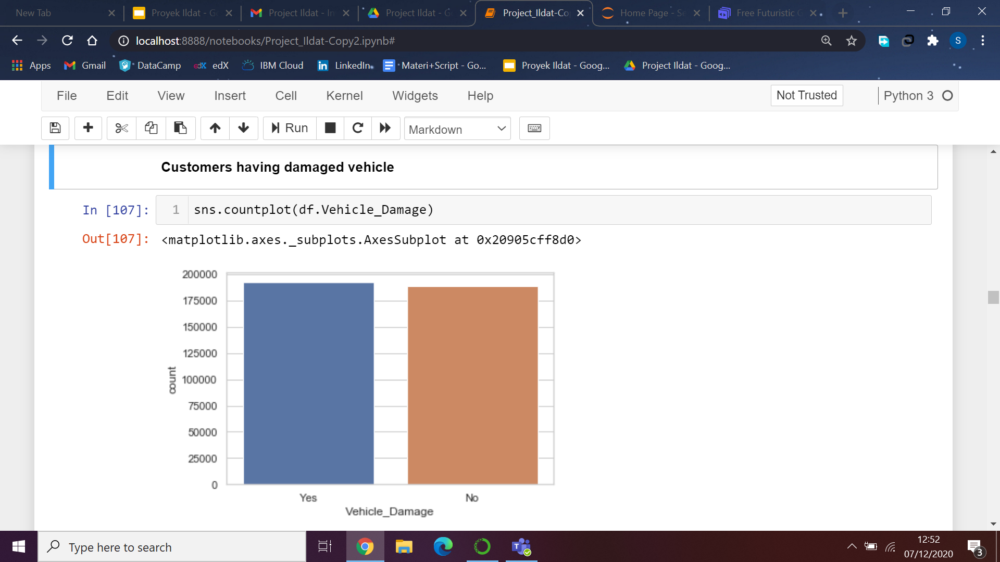 New Tab
Proyek Ildat - G
Project Ildat - In
Project Ildat - G
Project_Ildat-Co
Home Page - Se
Free Futuristic G
localhost:8888/notebooks/Project_Ildat-Copy2.ipynb#
S
Apps
Gmail
DataCamp
edX
edX
IBM Cloud
in
LinkedIn
Materi+Script - Go...
Proyek Ildat - Goog...
Project Ildat - Goog...
File
Edit
View
Insert
Cell
Kernel
Widgets
Help
Not Trusted
Python 3
Run
Markdown
Customers having damaged vehicle
In [107]:
1
sns.countplot(df.Vehicle_Damage)
Out[107]:
<matplotlib.axes._subplots.AxesSubplot at 0x20905cff8d0>
200000
175000
150000
125000
100000
75000
50000
25000
0
count
Yes
No
Vehicle_Damage
Type here to search
T
12:52
07/12/2020
3